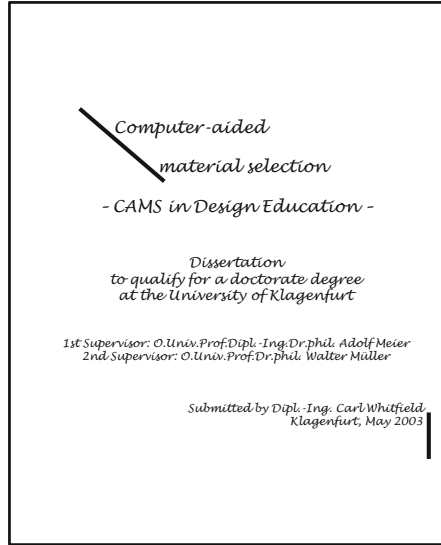 Computer-aided
material selection
– CAMS in Design Education –
Dissertation
to qualify for a doctorate degree
at the University of Klagenfurt
1st Supervisor: O.Univ.Prof.Dipl.-Ing.Dr.phil. Adolf Meier
2nd Supervisor: O.Univ.Prof.Dr.phil. Walter Müller
Submitted by Dipl.-Ing. Carl Whitfield
Klagenfurt, May 2003